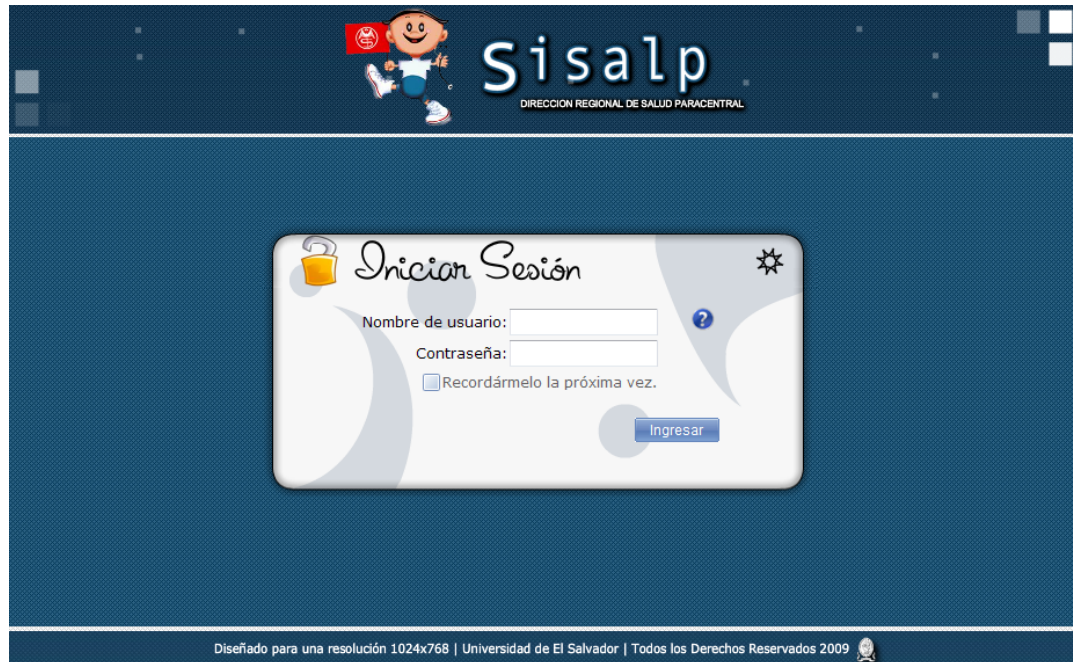 Sisalp
DIRECCION REGIONAL DE SALUD PARACENTRAL
Iniciar Sesión
Nombre de usuario:
?
Contraseña:
Recordármelo la próxima vez.
Ingresar
Diseñado para una resolución 1024x768 | Universidad de El Salvador | Todos los Derechos Reservados 2009